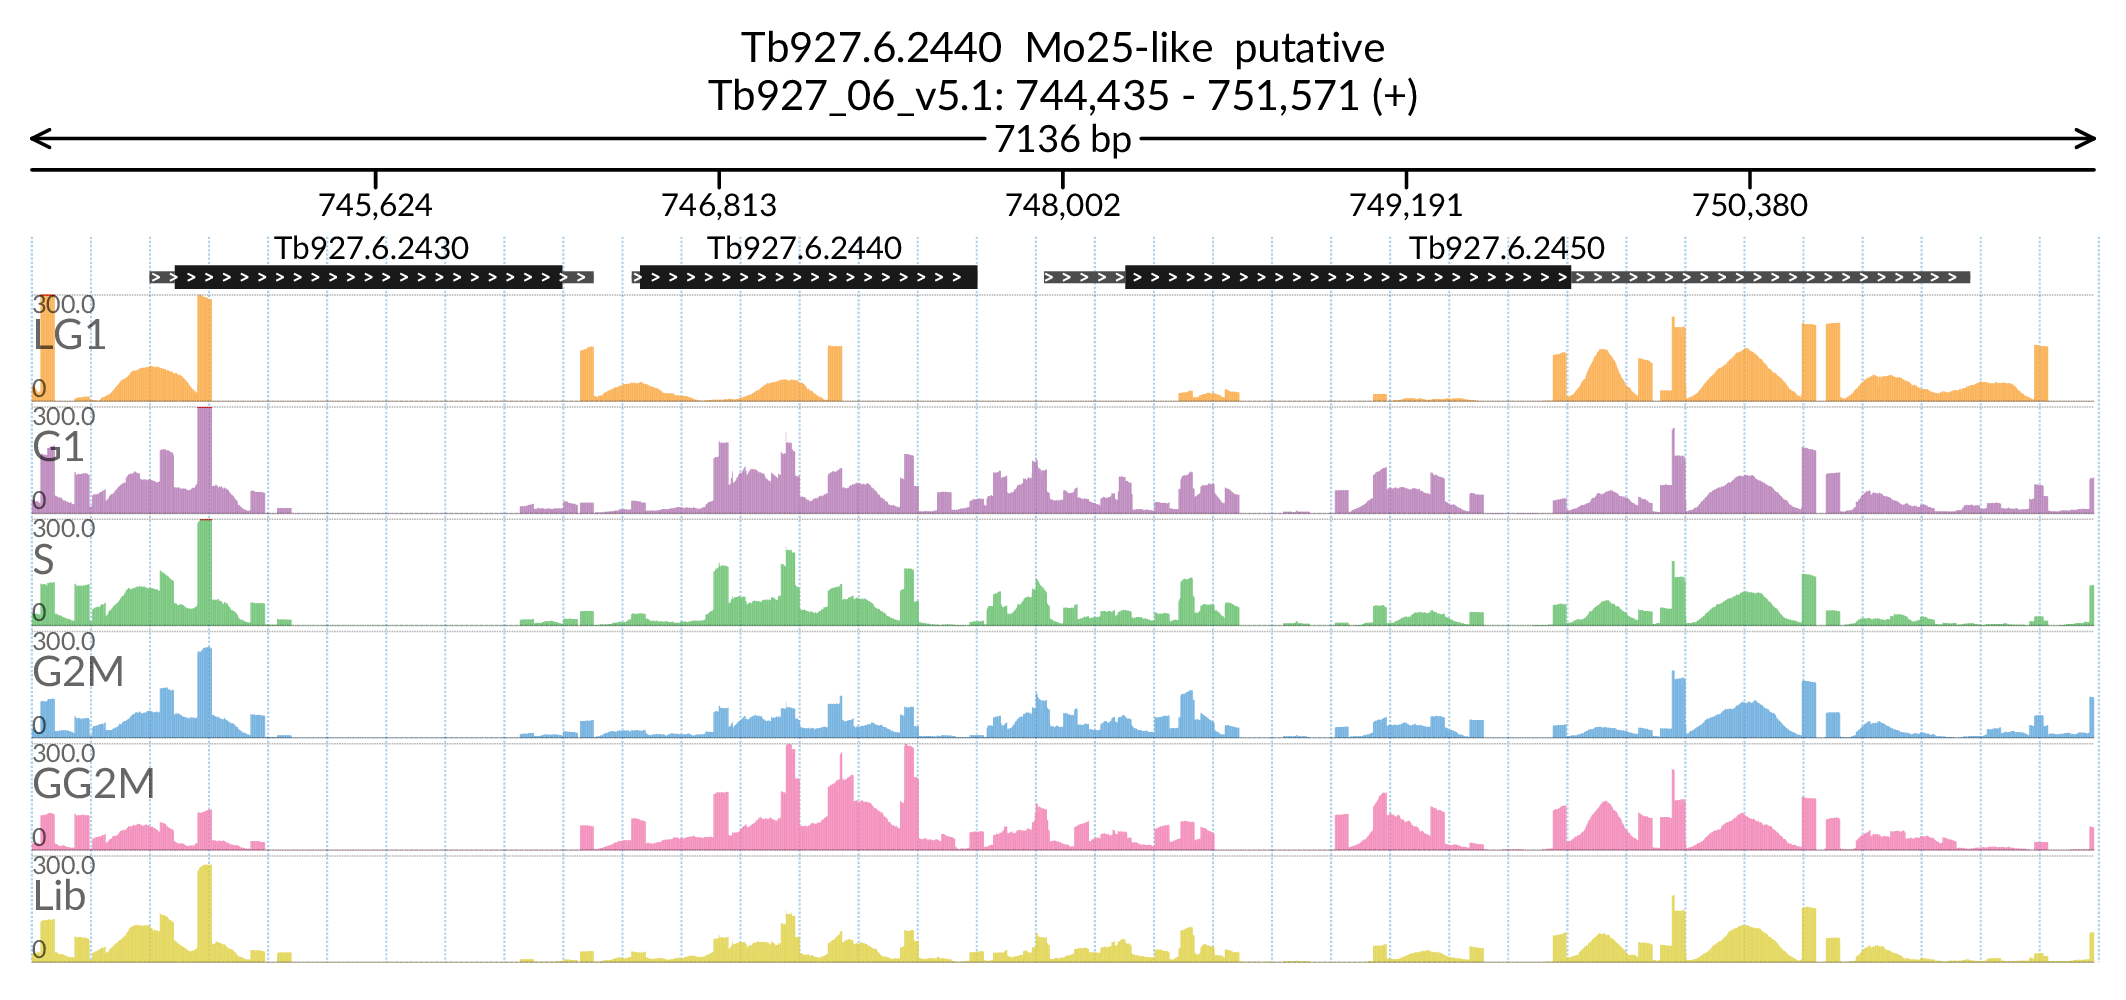 Tb927.6.2440 Mo25-like putative
Tb927_06_v5.1: 744,435 - 751,571 (+)
7136 bp
745,624 746,813 748,002 749,191 750,380
Tb927.6.2430 Tb927.6.2440 Tb927.6.2450
300.0
LG1
0
300.0
G1
0
300.0
S
0
300.0
G2M
0
300.0
GG2M
0
300.0
Lib
0